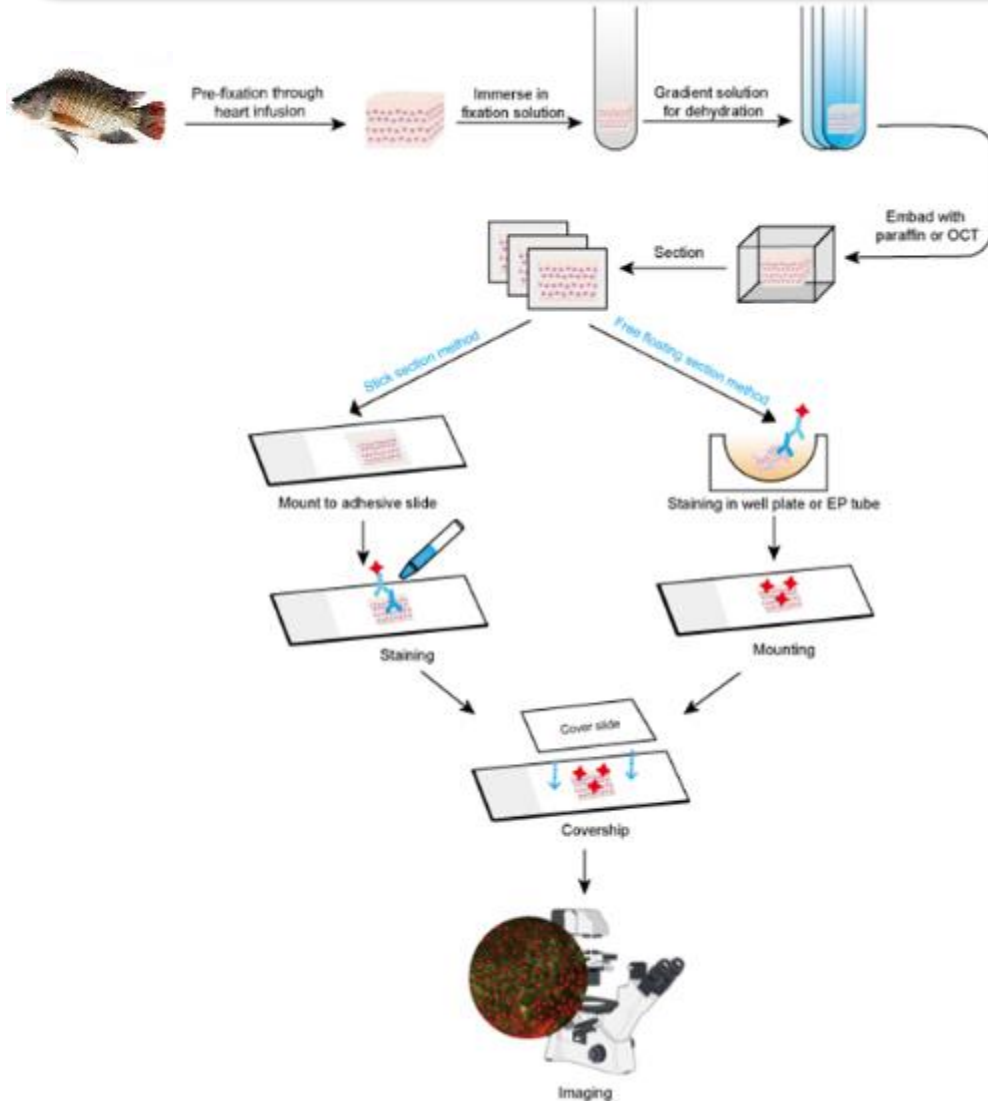 Pre-fixation through
heart infusion
Immerse in
fixation solution
Gradient solution
for dehydration
Embad with
paraffin or OCT
Section
Stick section method
Free floating section method
Mount to adhesive slide
Staining in well plate or EP tube
Staining
Mounting
Cover slide
Covership
Imaging